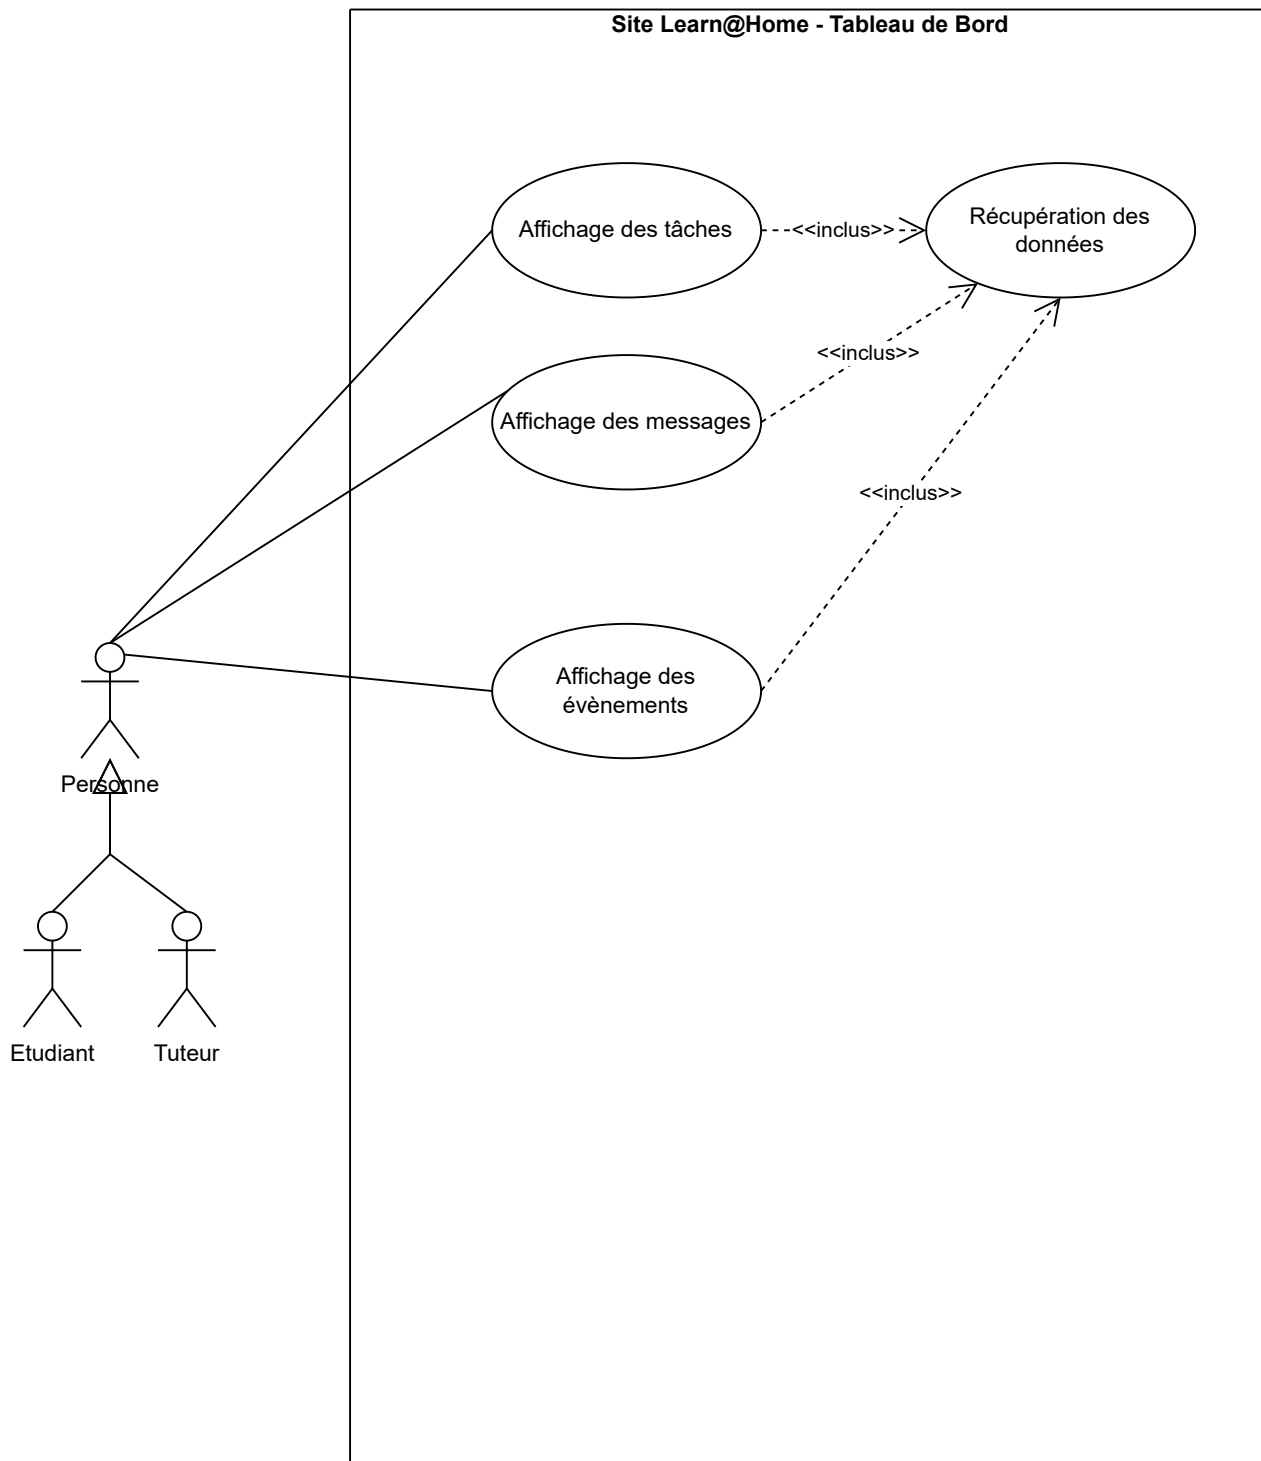 Site Learn@Home - Tableau de Bord
Affichage des tâches
<<inclus>>
Récupération des
données
<<inclus>>
Affichage des messages
<<inclus>>
Affichage des
évènements
Personne
Etudiant
Tuteur